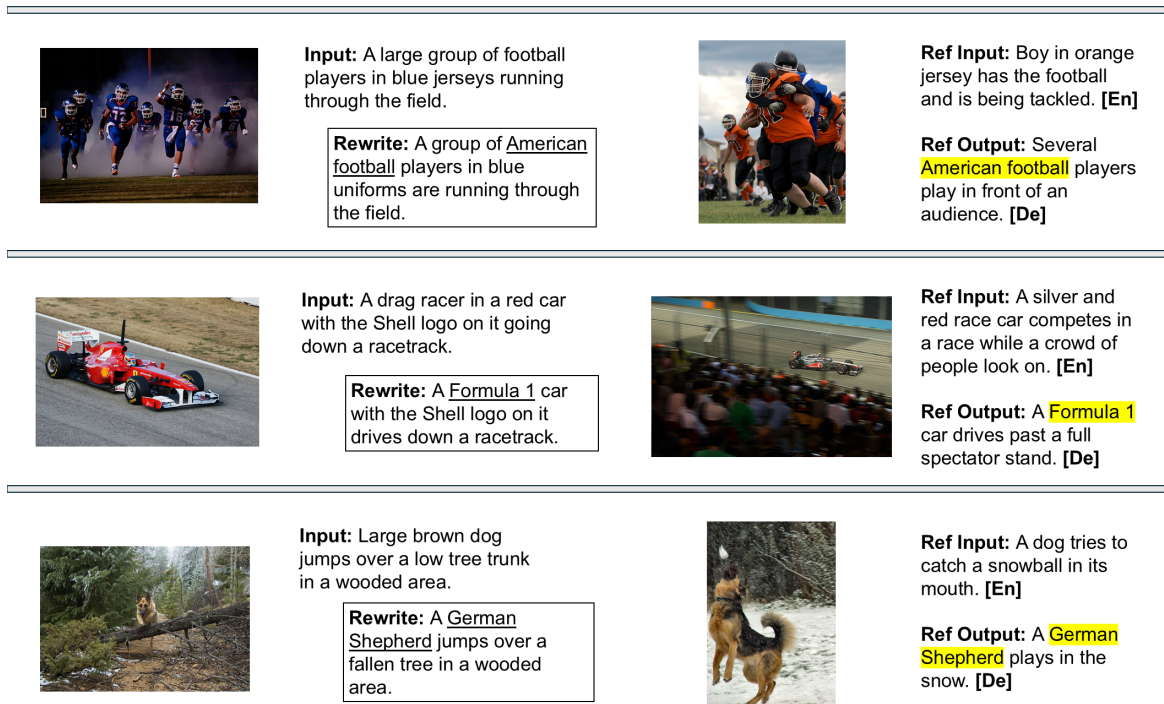 Input: A large group of football
players in blue jerseys running
through the field.
Rewrite: A group of American
football players in blue
uniforms are running through
the field.
Ref Input: Boy in orange
jersey has the football
and is being tackled. [En]
Ref Output: Several
American football players
play in front of an
audience. [De]
Input: A drag racer in a red car
with the Shell logo on it going
down a racetrack.
Rewrite: A Formula 1 car
with the Shell logo on it
drives down a racetrack.
Ref Input: A silver and
red race car competes in
a race while a crowd of
people look on. [En]
Ref Output: A Formula 1
car drives past a full
spectator stand. [De]
Input: Large brown dog
jumps over a low tree trunk
in a wooded area.
Rewrite: A German
Shepherd jumps over a
fallen tree in a wooded
area.
Ref Input: A dog tries to
catch a snowball in its
mouth. [En]
Ref Output: A German
Shepherd plays in the
snow. [De]